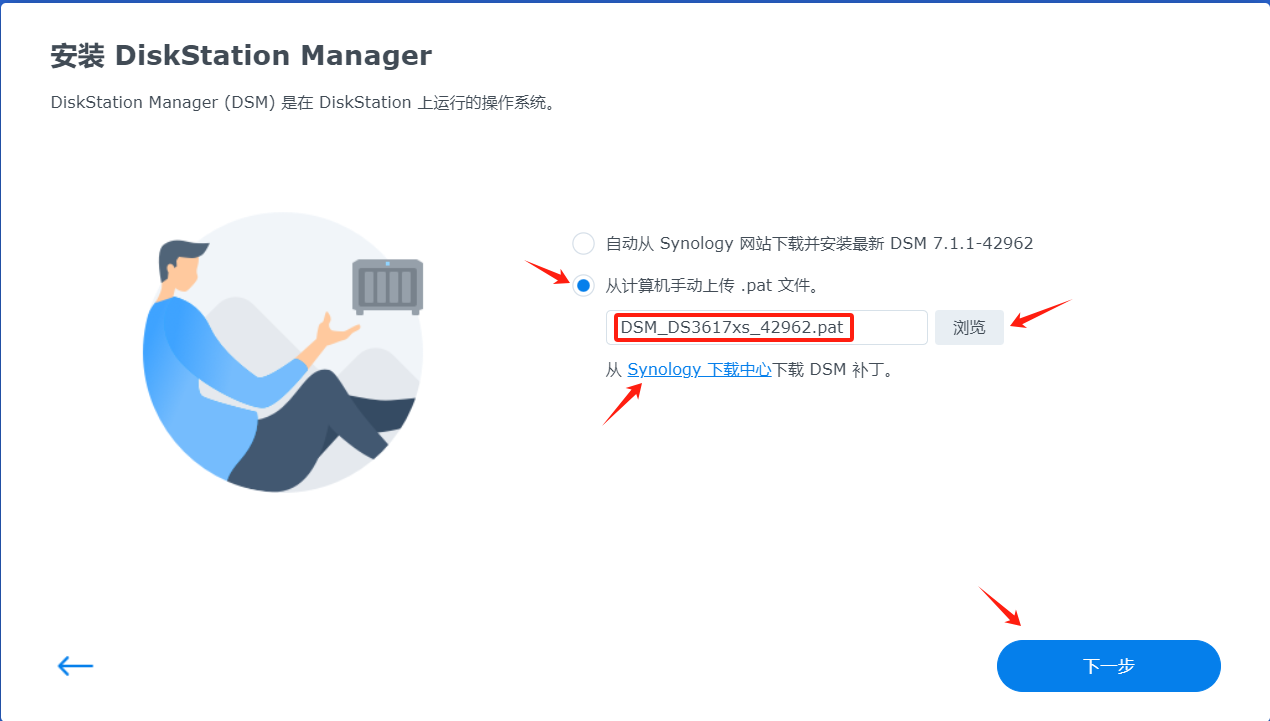 安装 DiskStation Manager
DiskStation Manager (DSM) 是在 DiskStation 上运行的操作系统。
自动从 Synology 网站下载并安装最新 DSM 7.1.1-42962
从计算机手动上传 .pat 文件。
DSM_DS3617xs_42962.pat 浏览
从 Synology 下载中心下载 DSM 补丁。
下一步